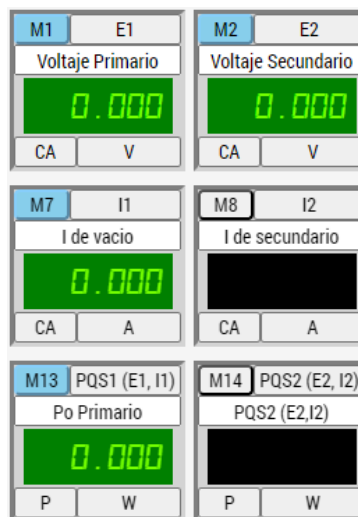 M1 E1 M2 E2
Voltaje Primario Voltaje Secundario
0.000 0.000
CA V CA V
M7 I1 M8 I2
I de vacio I de secundario
0.000
CA A CA A
M13 PQS1 (E1, I1) M14 PQS2 (E2, I2)
Po Primario PQS2 (E2,I2)
0.000
P W P W